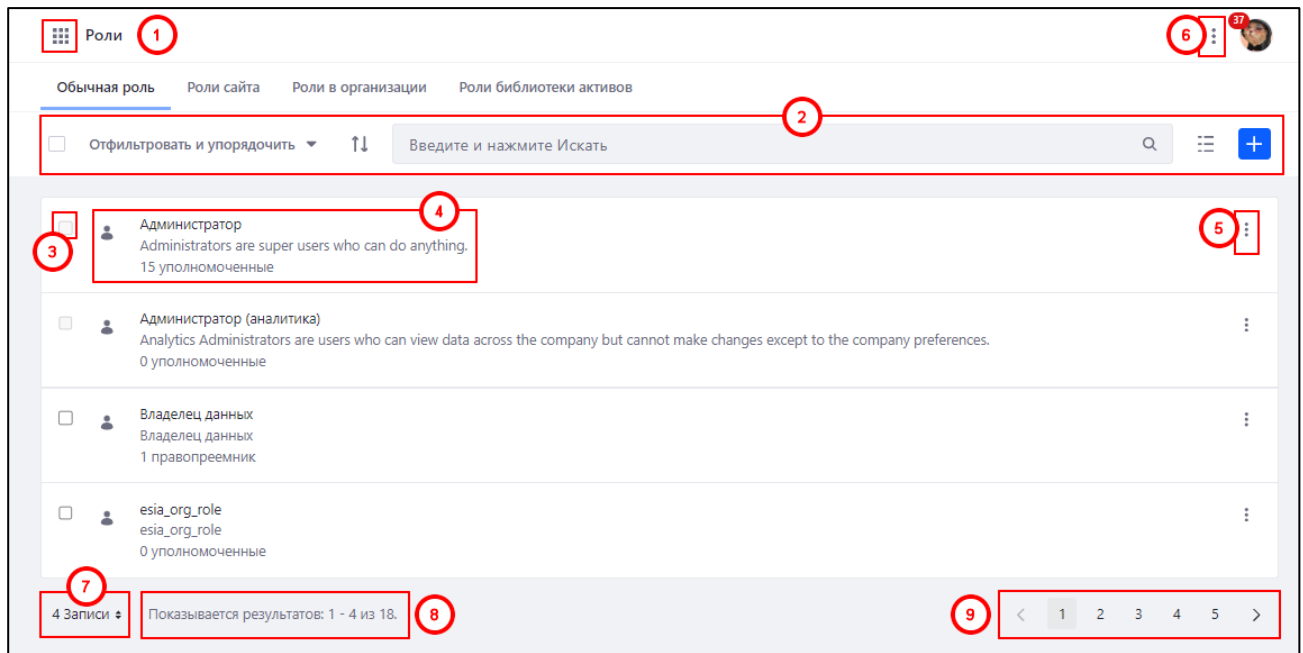 Роли
1
6
37
Обычная роль
Роли сайта
Роли в организации
Роли библиотеки активов
2
Отфильтровать и упорядочить
Введите и нажмите Искать
3
4
Администратор
Administrators are super users who can do anything.
15 уполномоченные
5
Администратор (аналитика)
Analytics Administrators are users who can view data across the company but cannot make changes except to the company preferences.
0 уполномоченные
Владелец данных
Владелец данных
1 правопреемник
esia_org_role
esia_org_role
0 уполномоченные
7
4 Записи
Показывается результатов: 1 - 4 из 18.
8
9
1 2 3 4 5